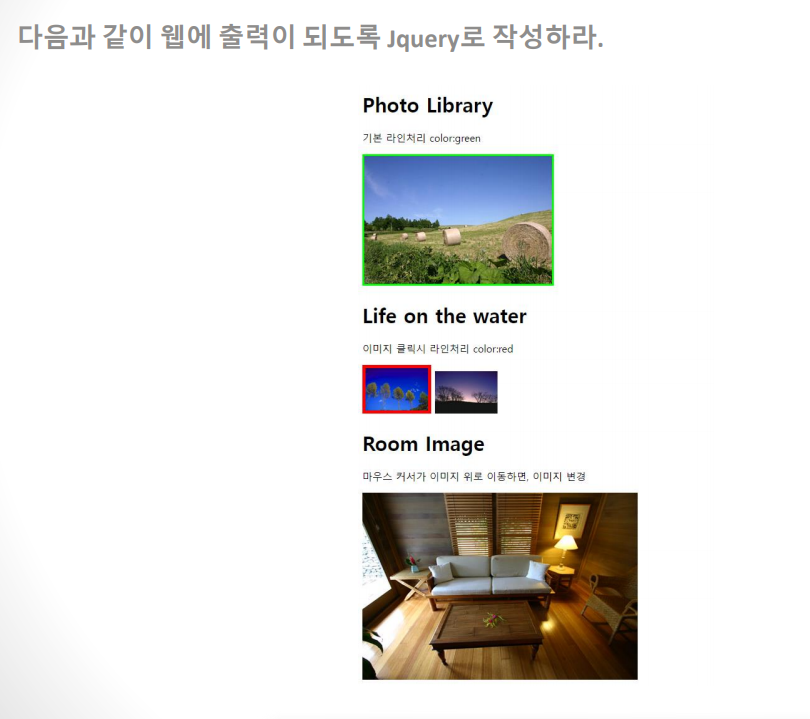 다음과 같이 웹에 출력이 되도록 Jquery로 작성하라.
Photo Library
기본 라인처리 color:green
Life on the water
이미지 클릭시 라인처리 color:red
Room Image
마우스 커서가 이미지 위로 이동하면, 이미지 변경